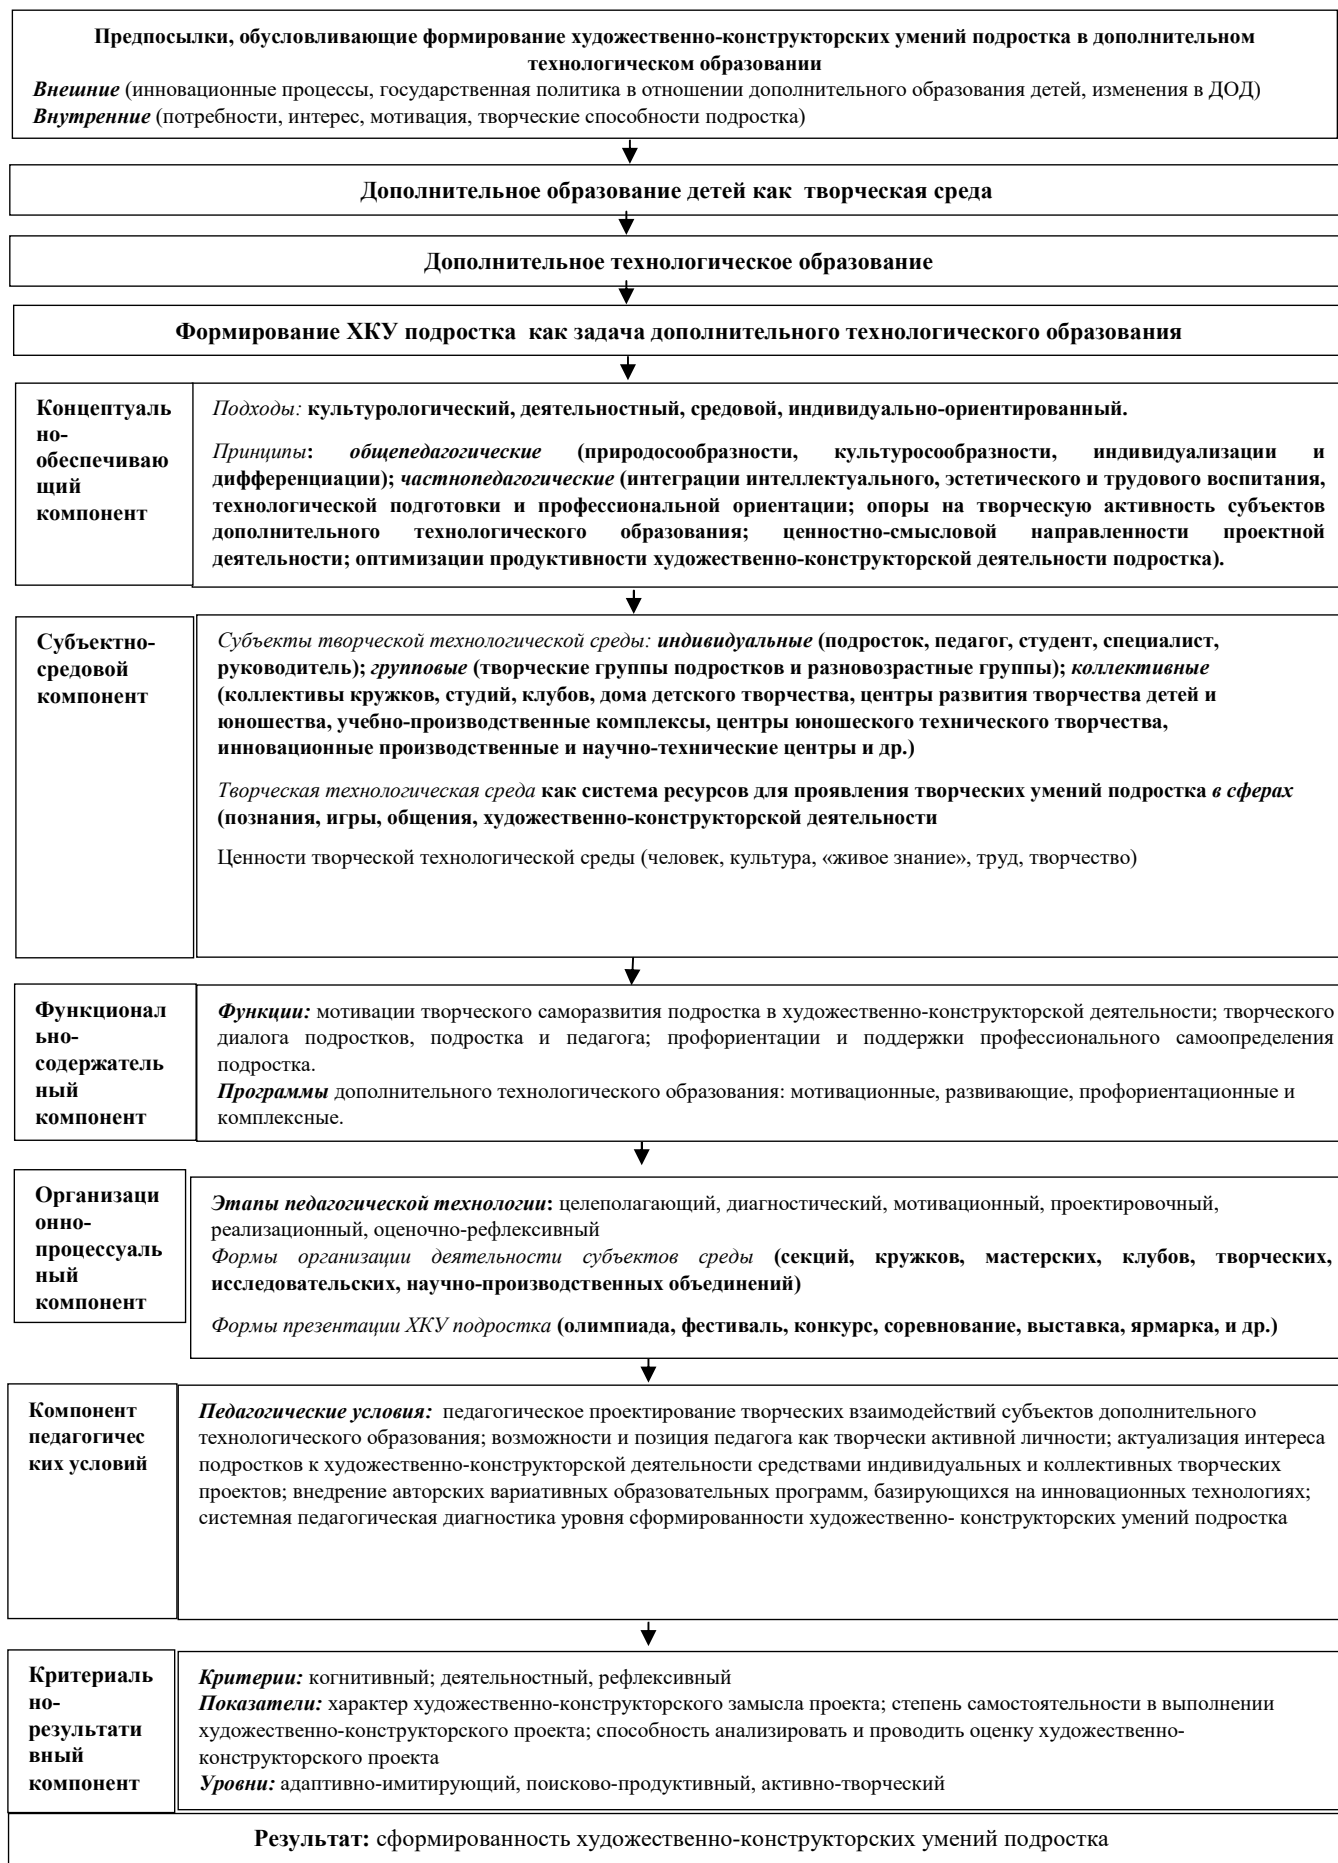 Предпосылки, обусловливающие формирование художественно-конструкторских умений подростка в дополнительном
технологическом образовании
Внешние (инновационные процессы, государственная политика в отношении дополнительного образования детей, изменения в ДОД)
Внутренние (потребности, интерес, мотивация, творческие способности подростка)
Дополнительное образование детей как творческая среда
Дополнительное технологическое образование
Формирование ХКУ подростка как задача дополнительного технологического образования
Концептуаль
но-
обеспечиваю
щий
компонент
Подходы: культурологический, деятельностный, средовой, индивидуально-ориентированный.
Принципы: общепедагогические (природосообразности, культуросообразности, индивидуализации и
дифференциации); частнопедагогические (интеграции интеллектуального, эстетического и трудового воспитания,
технологической подготовки и профессиональной ориентации; опоры на творческую активность субъектов
дополнительного технологического образования; ценностно-смысловой направленности проектной
деятельности; оптимизации продуктивности художественно-конструкторской деятельности подростка).
Субъектно-
средовой
компонент
Субъекты творческой технологической среды: индивидуальные (подросток, педагог, студент, специалист,
руководитель); групповые (творческие группы подростков и разновозрастные группы); коллективные
(коллективы кружков, студий, клубов, дома детского творчества, центры развития творчества детей и
юношества, учебно-производственные комплексы, центры юношеского технического творчества,
инновационные производственные и научно-технические центры и др.)
Творческая технологическая среда как система ресурсов для проявления творческих умений подростка в сферах
(познания, игры, общения, художественно-конструкторской деятельности
Ценности творческой технологической среды (человек, культура, «живое знание», труд, творчество)
Функционал
ьно-
содержатель
ный
компонент
Функции: мотивации творческого саморазвития подростка в художественно-конструкторской деятельности; творческого
диалога подростков, подростка и педагога; профориентации и поддержки профессионального самоопределения
подростка.
Программы дополнительного технологического образования: мотивационные, развивающие, профориентационные и
комплексные.
Организаци
онно-
процессуаль
ный
компонент
Этапы педагогической технологии: целеполагающий, диагностический, мотивационный, проектировочный,
реализационный, оценочно-рефлексивный
Формы организации деятельности субъектов среды (секций, кружков, мастерских, клубов, творческих,
исследовательских, научно-производственных объединений)
Формы презентации ХКУ подростка (олимпиада, фестиваль, конкурс, соревнование, выставка, ярмарка, и др.)
Компонент
педагогичес
ких условий
Педагогические условия: педагогическое проектирование творческих взаимодействий субъектов дополнительного
технологического образования; возможности и позиция педагога как творчески активной личности; актуализация интереса
подростков к художественно-конструкторской деятельности средствами индивидуальных и коллективных творческих
проектов; внедрение авторских вариативных образовательных программ, базирующихся на инновационных технологиях;
системная педагогическая диагностика уровня сформированности художественно- конструкторских умений подростка
Критериаль
но-
результати
вный
компонент
Критерии: когнитивный; деятельностный, рефлексивный
Показатели: характер художественно-конструкторского замысла проекта; степень самостоятельности в выполнении
художественно-конструкторского проекта; способность анализировать и проводить оценку художественно-
конструкторского проекта
Уровни: адаптивно-имитирующий, поисково-продуктивный, активно-творческий
Результат: сформированность художественно-конструкторских умений подростка